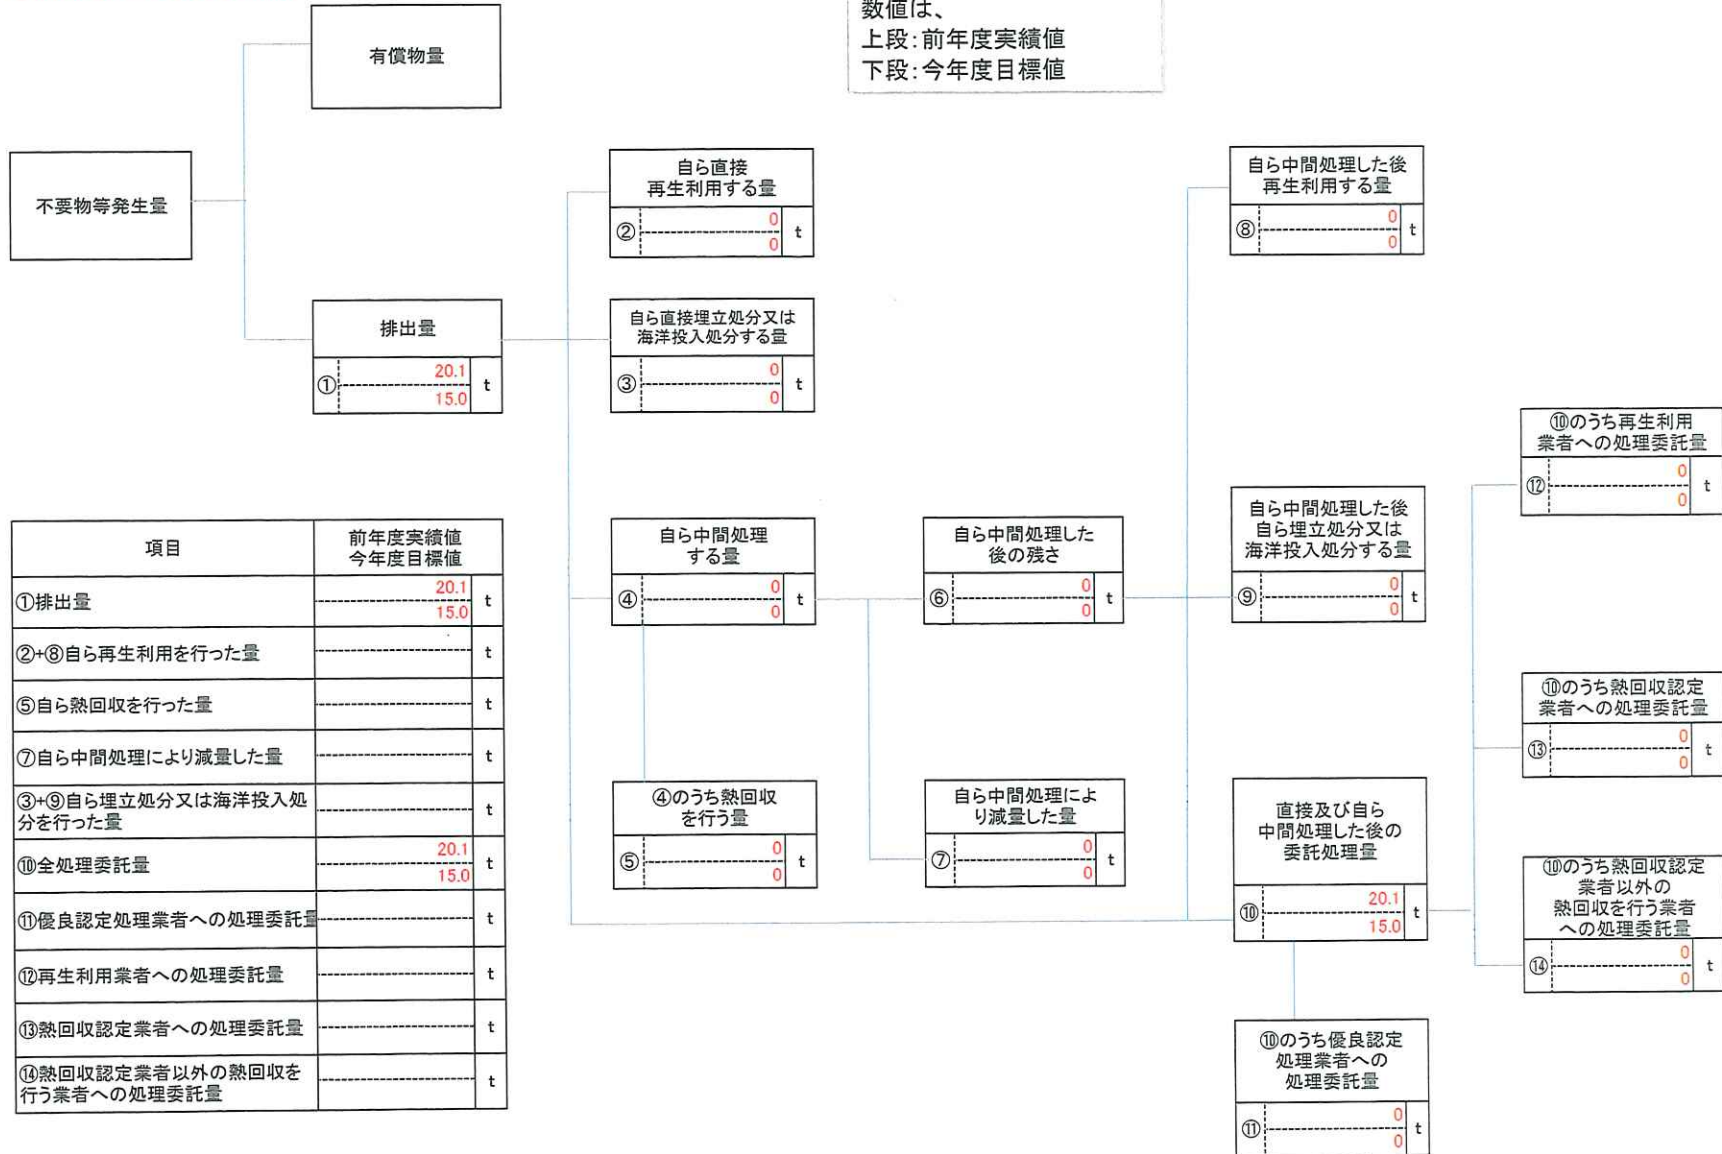 数値は、
上段:前年度実績値
下段:今年度目標値
有償物量
不要物等発生量
排出量
① 20.1 t
15.0
自ら直接
再生利用する量
② 0 t
0
自ら直接埋立処分又は
海洋投入処分する量
③ 0 t
0
自ら中間処理した後
再生利用する量
⑧ 0 t
0
自ら中間処理
する量
④ 0 t
0
自ら中間処理した
後の残さ
⑥ 0 t
0
自ら中間処理した後
自ら埋立処分又は
海洋投入処分する量
⑨ 0 t
0
④のうち熱回収
を行う量
⑤ 0 t
0
自ら中間処理によ
り減量した量
⑦ 0 t
0
直接及び自ら
中間処理した後の
委託処理量
⑩ 20.1 t
15.0
⑩のうち優良認定
処理業者への
処理委託量
⑪ 0 t
0
⑩のうち再生利用
業者への処理委託量
⑫ 0 t
0
⑩のうち熱回収認定
業者への処理委託量
⑬ 0 t
0
⑩のうち熱回収認定
業者以外の
熱回収を行う業者
への処理委託量
⑭ 0 t
0
項目 前年度実績値
今年度目標値
①排出量 20.1 t
15.0
②+⑧自ら再生利用を行った量 t
⑤自ら熱回収を行った量 t
⑦自ら中間処理により減量した量 t
③+⑨自ら埋立処分又は海洋投入処
分を行った量 t
⑩全処理委託量 20.1 t
15.0
⑪優良認定処理業者への処理委託量 t
⑫再生利用業者への処理委託量 t
⑬熱回収認定業者への処理委託量 t
⑭熱回収認定業者以外の熱回収を
行う業者への処理委託量 t